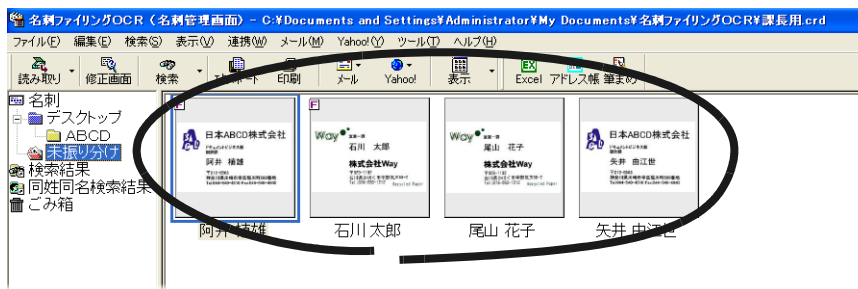 名刺ファイリングOCR（名刺管理画面）- C:¥Documents and Settings¥Administrator¥My Documents¥名刺ファイリングOCR¥課長用.crd
ファイル(F) 編集(E) 検索(S) 表示(V) 連携(W) メール(M) Yahoo!(Y) ツール(T) ヘルプ(H)
読み取り 修正画面 検索 印刷 メール Yahoo! 表示 Excel アドレス帳 筆まめ
名刺
デスクトップ
ABCD
未振り分け
検索結果
同姓同名検索結果
ごみ箱
F
日本ABCD株式会社
阿井 植雄
F
Way
石川 太郎
株式会社Way
Recycled Paper
Way
尾山 花子
株式会社Way
Recycled Paper
日本ABCD株式会社
矢井 由江世
阿井 植雄
石川 太郎
尾山 花子
矢井 由江世